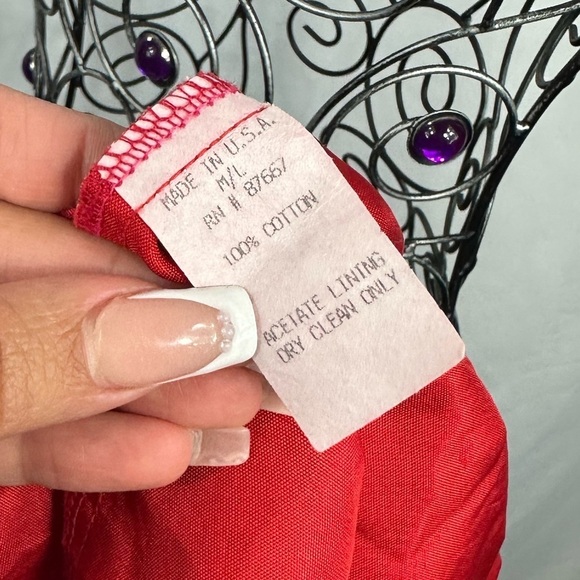 MADE IN U.S.A.
M/L
RN # 87667
100% COTTON
ACETATE LINING
DRY CLEAN ONLY